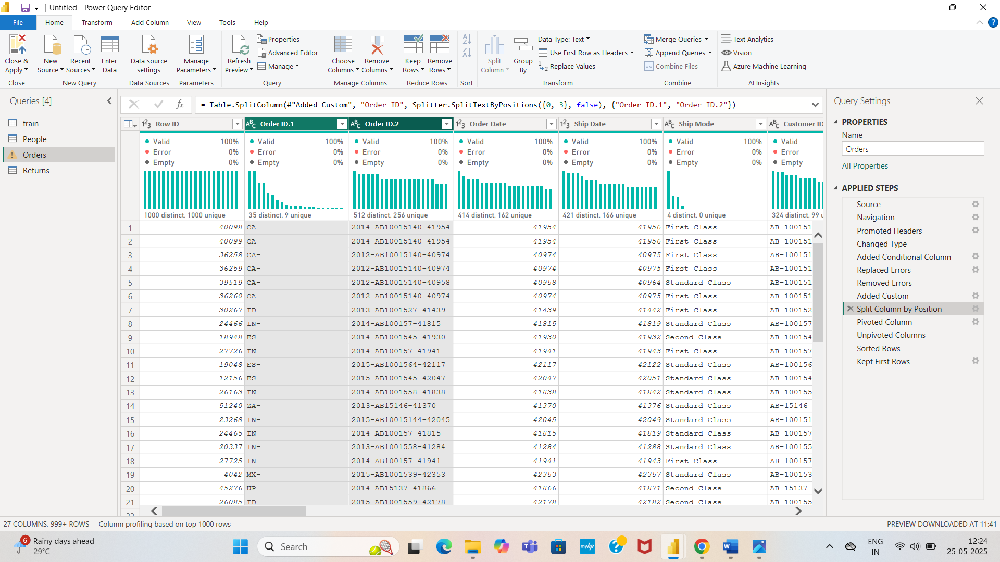 Untitled - Power Query Editor
File Home Transform Add Column View Tools Help
Close & Apply
Close
New Source
Recent Sources
Enter Data
New Query
Data source settings
Data Sources
Manage Parameters
Parameters
Refresh Preview
Properties
Advanced Editor
Manage
Query
Choose Columns
Remove Columns
Manage Columns
Keep Rows
Remove Rows
Reduce Rows
Sort
Split Column
Group By
Data Type: Text
Use First Row as Headers
Replace Values
Transform
Merge Queries
Append Queries
Combine Files
Combine
Text Analytics
Vision
Azure Machine Learning
AI Insights
Queries [4]
train
People
Orders
Returns
fx
= Table.SplitColumn(#"Added Custom", "Order ID", Splitter.SplitTextByPositions({0, 3}, false), {"Order ID.1", "Order ID.2"})
Row ID Order ID.1 Order ID.2 Order Date Ship Date Ship Mode Customer ID
Valid 100% Valid 100% Valid 100% Valid 100% Valid 100% Valid 100% Valid
Error 0% Error 0% Error 0% Error 0% Error 0% Error 0% Error
Empty 0% Empty 0% Empty 0% Empty 0% Empty 0% Empty 0% Empty
1000 distinct, 1000 unique 35 distinct, 9 unique 512 distinct, 256 unique 414 distinct, 162 unique 421 distinct, 166 unique 4 distinct, 0 unique 324 distinct, 99 u
1 40098 CA- 2014-AB10015140-41954 41954 41956 First Class AB-100151
2 40099 CA- 2014-AB10015140-41954 41954 41956 First Class AB-100151
3 36258 CA- 2012-AB10015140-40974 40974 40975 First Class AB-100151
4 36259 CA- 2012-AB10015140-40974 40974 40975 First Class AB-100151
5 39519 CA- 2012-AB10015140-40958 40958 40964 Standard Class AB-100151
6 36260 CA- 2012-AB10015140-40974 40974 40975 First Class AB-100151
7 30267 ID- 2013-AB1001527-41439 41439 41442 First Class AB-100152
8 24466 IN- 2014-AB100157-41815 41815 41819 Standard Class AB-100157
9 18948 ES- 2014-AB1001545-41930 41930 41932 Second Class AB-100154
10 27726 IN- 2014-AB100157-41941 41941 41943 First Class AB-100157
11 19048 ES- 2015-AB1001564-42117 42117 42122 Standard Class AB-100156
12 12156 ES- 2015-AB1001545-42047 42047 42051 Standard Class AB-100154
13 26163 IN- 2014-AB1001558-41838 41838 41842 Standard Class AB-100155
14 51240 ZA- 2013-AB15146-41370 41370 41376 Standard Class AB-15146
15 23268 IN- 2015-AB10015144-42045 42045 42049 Standard Class AB-100151
16 24465 IN- 2014-AB100157-41815 41815 41819 Standard Class AB-100157
17 20337 IN- 2013-AB1001558-41284 41284 41288 Standard Class AB-100155
18 27725 IN- 2014-AB100157-41941 41941 41943 First Class AB-100157
19 4042 MX- 2015-AB1001539-42353 42353 42357 Standard Class AB-100153
20 45276 UP- 2014-AB15137-41866 41866 41871 Second Class AB-15137
21 26085 ID- 2015-AB1001559-42178 42178 42182 Second Class AB-100155
22
Query Settings
PROPERTIES
Name
Orders
All Properties
APPLIED STEPS
Source
Navigation
Promoted Headers
Changed Type
Added Conditional Column
Replaced Errors
Removed Errors
Added Custom
Split Column by Position
Pivoted Column
Unpivoted Columns
Sorted Rows
Kept First Rows
27 COLUMNS, 999+ ROWS Column profiling based on top 1000 rows
PREVIEW DOWNLOADED AT 11:41
6
Rainy days ahead
29°C
Search
myhp
ENG
IN
12:24
25-05-2025